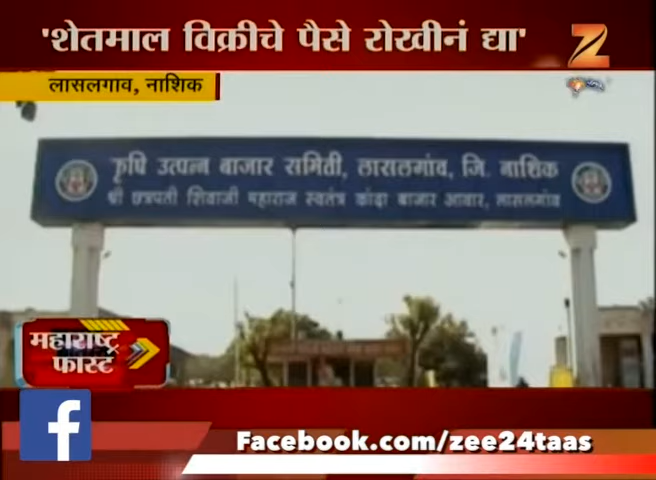 'शेतमाल विक्रीचे पैसे रोखीनं द्या'
लासलगाव, नाशिक
कृषि उत्पन्न बाजार समिती, लासलगांव, जि. नाशिक
श्री छत्रपती शिवाजी महाराज स्वतंत्र कांदा बाजार आवार, लासलगांव
महाराष्ट्र
फास्ट
Facebook.com/zee24taas